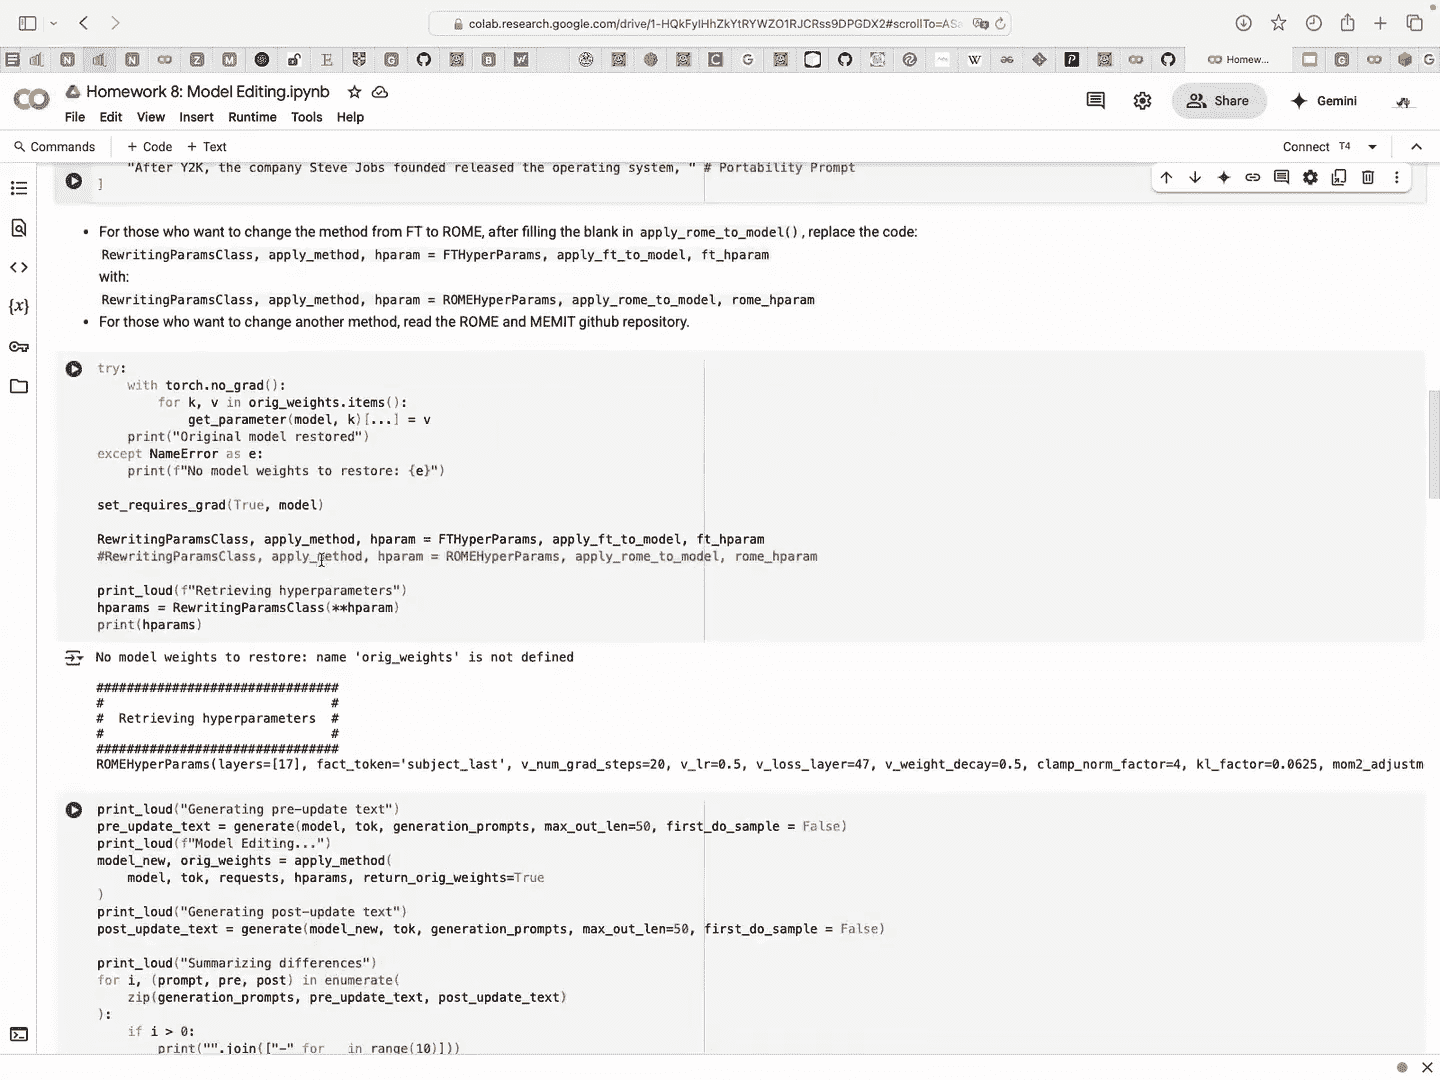 colab.research.google.com/drive/1-HQkFyIHhZkYtRYWZO1RJCRss9DPGDX2#scrollTo=AS
Homew...
Homework 8: Model Editing.ipynb
Share
Gemini
File Edit View Insert Runtime Tools Help
Commands + Code + Text
Connect T4
"After Y2K, the company Steve Jobs founded released the operating system, " # Portability Prompt
]
• For those who want to change the method from FT to ROME, after filling the blank in apply_rome_to_model(), replace the code:
RewritingParamsClass, apply_method, hparam = FTHyperParams, apply_ft_to_model, ft_hparam
with:
RewritingParamsClass, apply_method, hparam = ROMEHyperParams, apply_rome_to_model, rome_hparam
• For those who want to change another method, read the ROME and MEMIT github repository.
try:
    with torch.no_grad():
        for k, v in orig_weights.items():
            get_parameter(model, k)[...] = v
    print("Original model restored")
except NameError as e:
    print(f"No model weights to restore: {e}")
set_requires_grad(True, model)
RewritingParamsClass, apply_method, hparam = FTHyperParams, apply_ft_to_model, ft_hparam
#RewritingParamsClass, apply_method, hparam = ROMEHyperParams, apply_rome_to_model, rome_hparam
print_loud(f"Retrieving hyperparameters")
hparams = RewritingParamsClass(**hparam)
print(hparams)
No model weights to restore: name 'orig_weights' is not defined
################################
#                              #
#  Retrieving hyperparameters  #
#                              #
################################
ROMEHyperParams(layers=[17], fact_token='subject_last', v_num_grad_steps=20, v_lr=0.5, v_loss_layer=47, v_weight_decay=0.5, clamp_norm_factor=4, kl_factor=0.0625, mom2_adjustm
print_loud("Generating pre-update text")
pre_update_text = generate(model, tok, generation_prompts, max_out_len=50, first_do_sample = False)
print_loud(f"Model Editing...")
model_new, orig_weights = apply_method(
    model, tok, requests, hparams, return_orig_weights=True
)
print_loud("Generating post-update text")
post_update_text = generate(model_new, tok, generation_prompts, max_out_len=50, first_do_sample = False)
print_loud("Summarizing differences")
for i, (prompt, pre, post) in enumerate(
    zip(generation_prompts, pre_update_text, post_update_text)
):
    if i > 0:
        print("".join(["-" for _ in range(10)]))